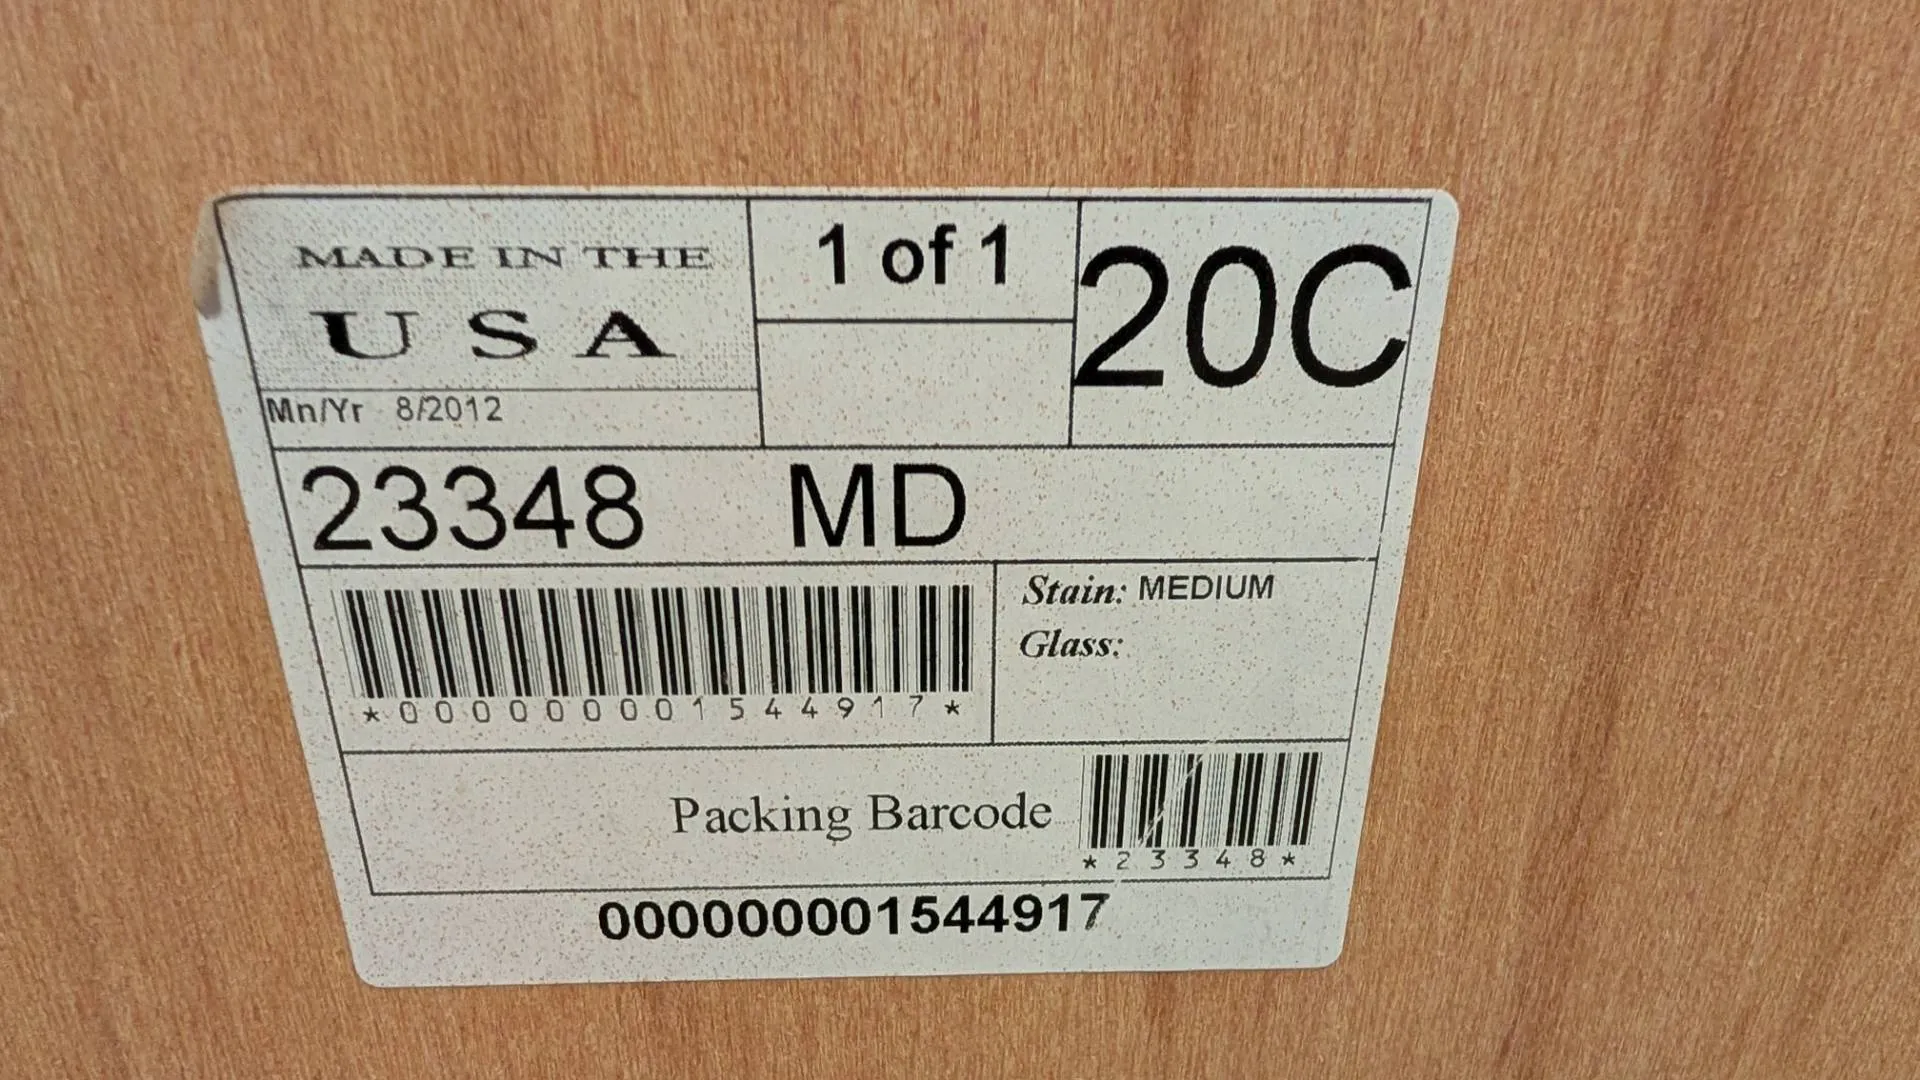 MADE IN THE
USA
Mn/Yr 8/2012
1 of 1
20C
23348 MD
*000000001544917*
Stain: MEDIUM
Glass:
Packing Barcode
*23348*
000000001544917